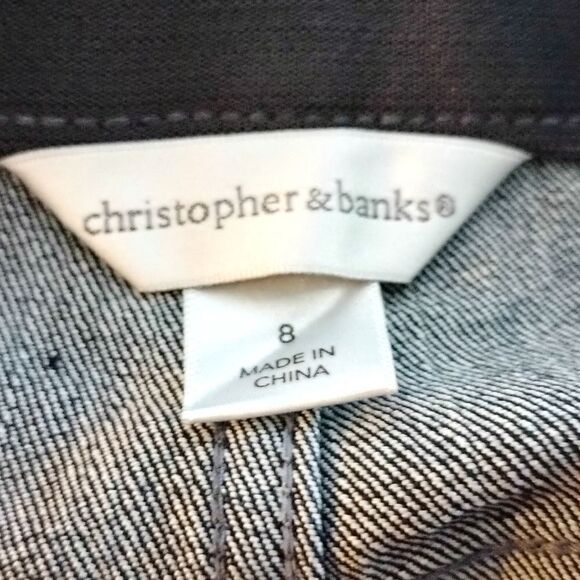 christopher & banks®
8
MADE IN
CHINA